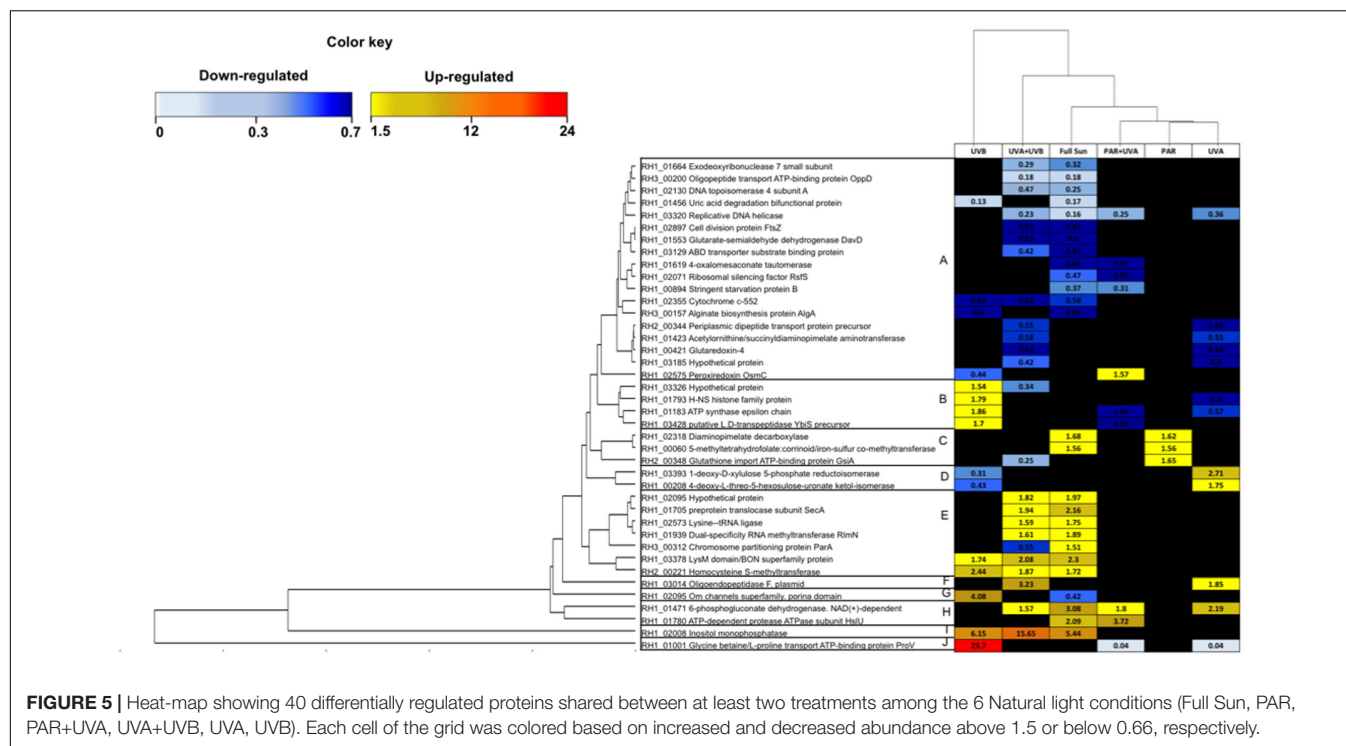 Color key
Down-regulated Up-regulated
0 0.3 0.7 1.5 12 24
UVB UVA+UVB Full Sun PAR+UVA PAR UVA
RH1_01664 Exodeoxyribonuclease 7 small subunit 0.29 0.32
RH3_00200 Oligopeptide transport ATP-binding protein OppD 0.18 0.18
RH1_02130 DNA topoisomerase 4 subunit A 0.47 0.25
RH1_01456 Uric acid degradation bifunctional protein 0.13 0.17
RH1_03320 Replicative DNA helicase 0.23 0.16 0.25 0.36
RH1_02897 Cell division protein FtsZ
RH1_01553 Glutarate-semialdehyde dehydrogenase DavD
RH1_03129 ABD transporter substrate binding protein 0.42
A
RH1_01619 4-oxalomesaconate tautomerase
RH1_02071 Ribosomal silencing factor RsfS 0.47
RH1_00894 Stringent starvation protein B 0.37 0.31
RH1_02355 Cytochrome c-552 0.58
RH3_00157 Alginate biosynthesis protein AlgA
RH2_00344 Periplasmic dipeptide transport protein precursor 0.55
RH1_01423 Acetylornithine/succinyldiaminopimelate aminotransferase 0.58 0.55
RH1_00421 Glutaredoxin-4
RH1_03185 Hypothetical protein 0.42
RH1_02575 Peroxiredoxin OsmC 0.44 1.57
RH1_03326 Hypothetical protein 1.54 0.34
RH1_01793 H-NS histone family protein B 1.79
RH1_01183 ATP synthase epsilon chain 1.86 0.57
RH1_03428 putative L,D-transpeptidase YbiS precursor 1.7
RH1_02318 Diaminopimelate decarboxylase C 1.68 1.62
RH1_00060 5-methyltetrahydrofolate:corrinoid/iron-sulfur co-methyltransferase 1.56 1.56
RH2_00348 Glutathione import ATP-binding protein GsiA 0.25 1.65
RH1_03393 1-deoxy-D-xylulose 5-phosphate reductoisomerase D 0.31 2.71
RH1_00208 4-deoxy-L-threo-5-hexosulose-uronate ketol-isomerase 0.43 1.75
RH1_02095 Hypothetical protein 1.82 1.97
RH1_01705 preprotein translocase subunit SecA E 1.94 2.16
RH1_02573 Lysine--tRNA ligase 1.59 1.75
RH1_01939 Dual-specificity RNA methyltransferase RlmN 1.61 1.89
RH3_00312 Chromosome partitioning protein ParA 0.55 1.51
RH1_03378 LysM domain/BON superfamily protein 1.74 2.08 2.3
RH2_00221 Homocysteine S-methyltransferase 2.44 1.87 1.72
RH1_03014 Oligoendopeptidase F, plasmid F 3.23 1.85
RH1_02095 Om channels superfamily, porina domain G 4.08 0.42
RH1_01471 6-phosphogluconate dehydrogenase, NAD(+)-dependent H 1.57 3.08 1.8 2.19
RH1_01780 ATP-dependent protease ATPase subunit HslU 2.09 3.72
RH1_02008 Inositol monophosphatase I 6.15 15.65 5.44
RH1_01001 Glycine betaine/L-proline transport ATP-binding protein ProV J 23.7 0.04 0.04
FIGURE 5 | Heat-map showing 40 differentially regulated proteins shared between at least two treatments among the 6 Natural light conditions (Full Sun, PAR,
PAR+UVA, UVA+UVB, UVA, UVB). Each cell of the grid was colored based on increased and decreased abundance above 1.5 or below 0.66, respectively.